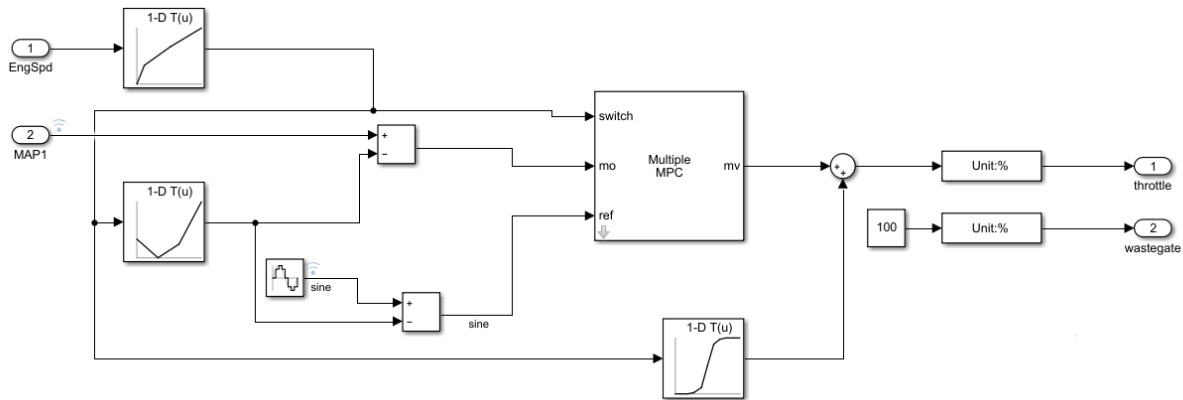 1-D T(u)
1
EngSpd
2
MAP1
+
−
1-D T(u)
sine
+
−
sine
switch
mo
ref
Multiple
MPC
mv
+
+
1-D T(u)
100
Unit:%
Unit:%
1
throttle
2
wastegate